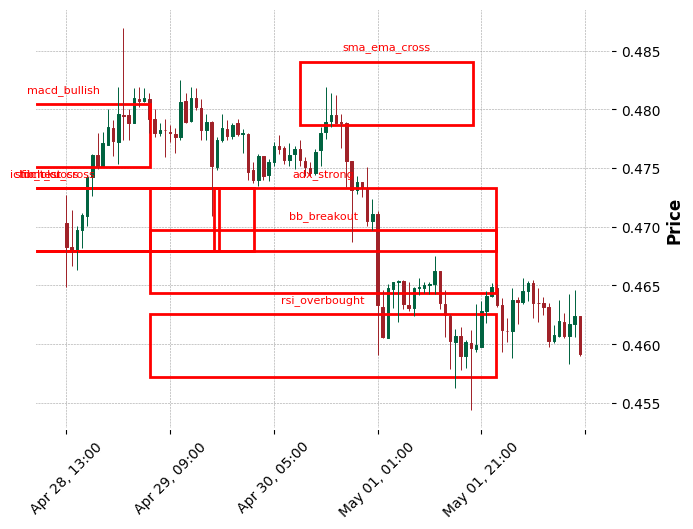 sma_ema_cross
macd_bullish
adx_strong
bb_breakout
rsi_overbought
0.485
0.480
0.475
0.470
0.465
0.460
0.455
Price
Apr 28, 13:00
Apr 29, 09:00
Apr 30, 05:00
May 01, 01:00
May 01, 21:00